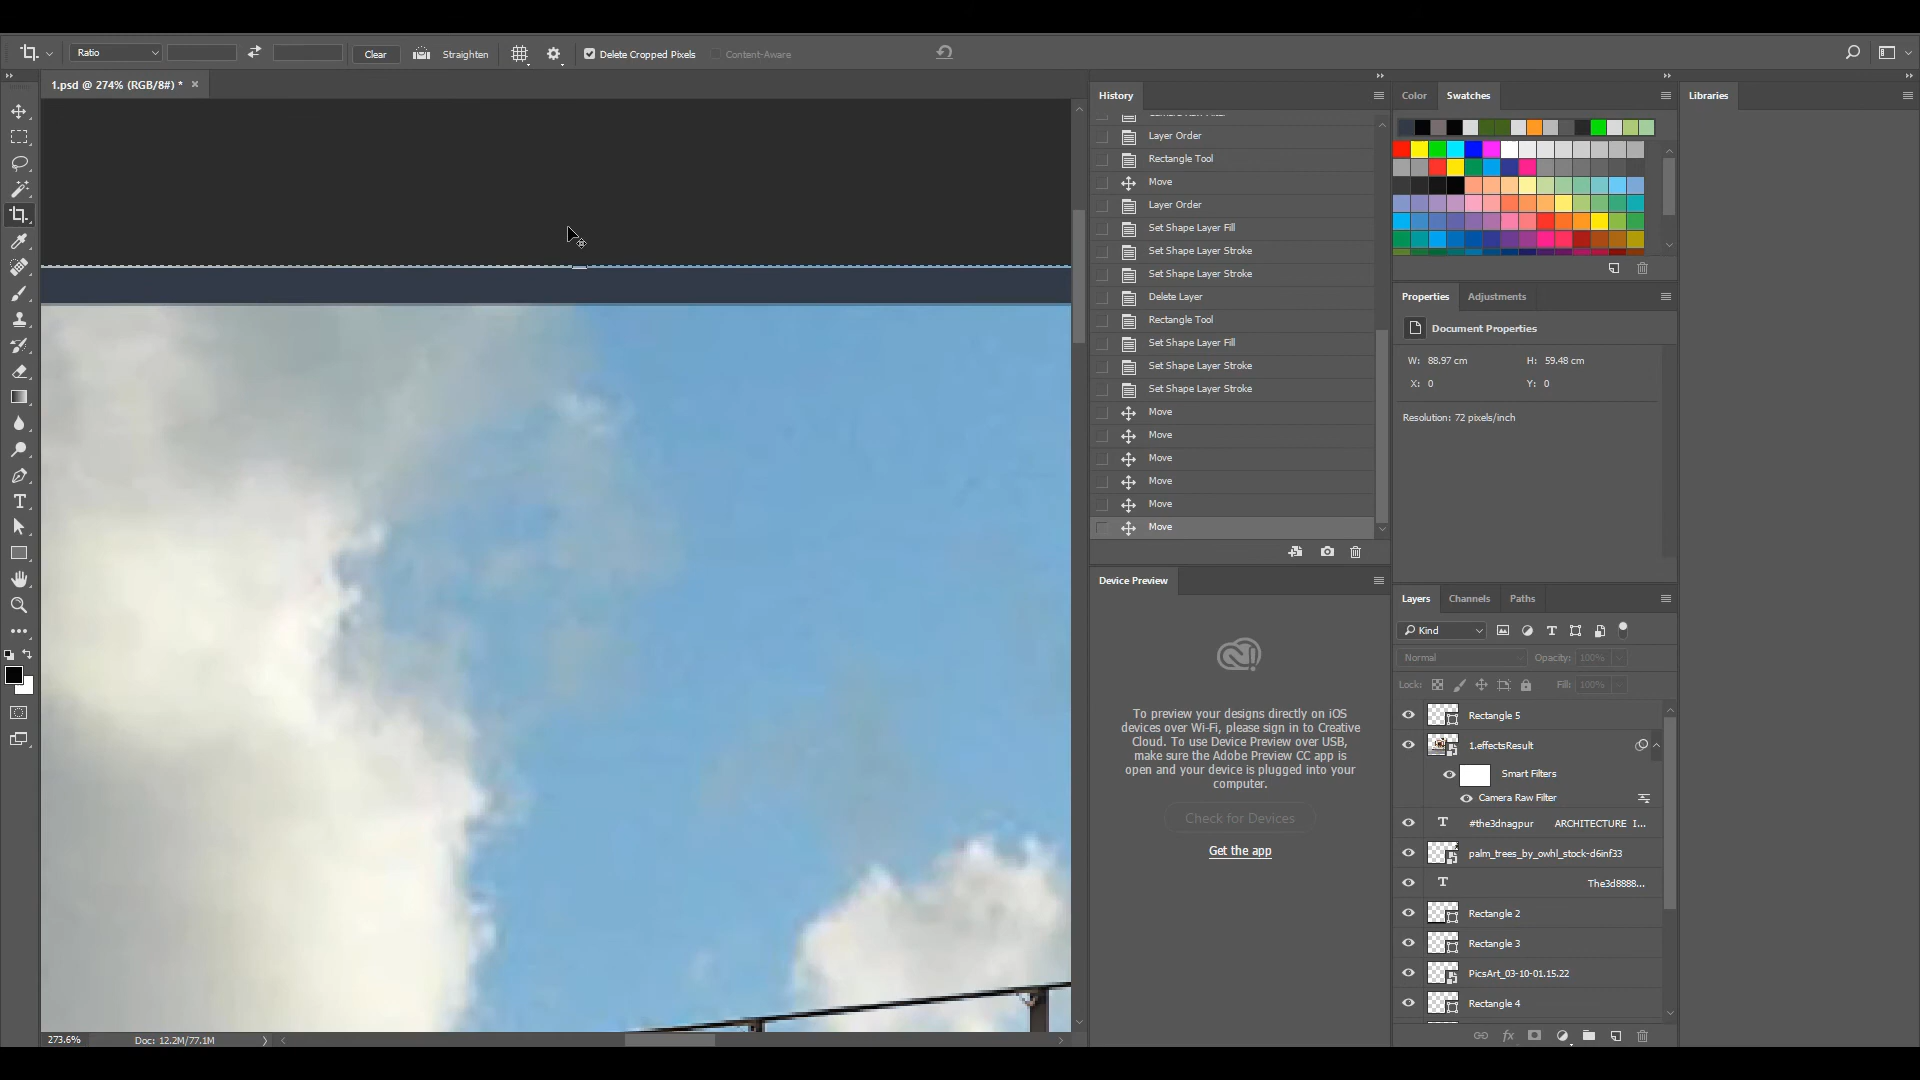 Ratio
Clear
Straighten
Delete Cropped Pixels
Content-Aware
1.psd @ 274% (RGB/8#) *
History
Layer Order
Rectangle Tool
Move
Layer Order
Set Shape Layer Fill
Set Shape Layer Stroke
Set Shape Layer Stroke
Delete Layer
Rectangle Tool
Set Shape Layer Fill
Set Shape Layer Stroke
Set Shape Layer Stroke
Move
Move
Move
Move
Move
Move
Device Preview
To preview your designs directly on iOS
devices over Wi-Fi, please sign in to Creative
Cloud. To use Device Preview over USB,
make sure the Adobe Preview CC app is
open and your device is plugged into your
computer.
Check for Devices
Get the app
Color Swatches
Properties Adjustments
Document Properties
W: 88.97 cm H: 59.48 cm
X: 0 Y: 0
Resolution: 72 pixels/inch
Layers Channels Paths
Kind
Normal Opacity: 100%
Lock: Fill: 100%
Rectangle 5
1.effectsResult
Smart Filters
Camera Raw Filter
#the3dnagpur ARCHITECTURE I...
palm_trees_by_owhl_stock-d6inf33
The3d8888...
Rectangle 2
Rectangle 3
PicsArt_03-10-01.15.22
Rectangle 4
Libraries
273.6% Doc: 12.2M/77.1M